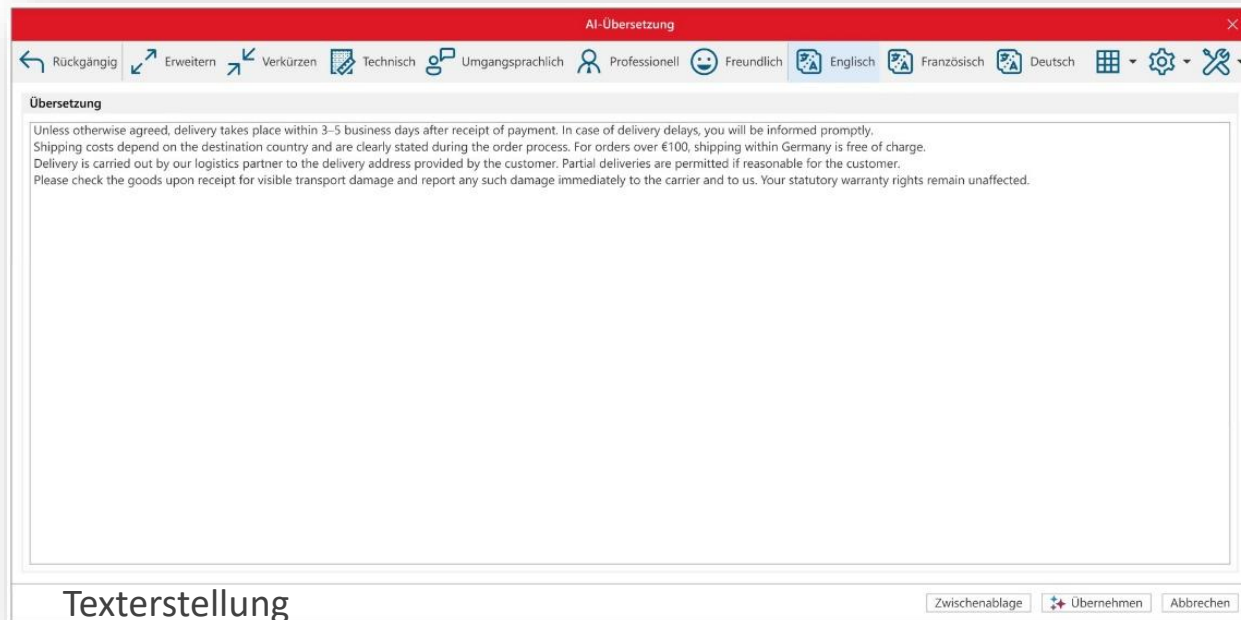 AI-Übersetzung
Rückgängig Erweitern Verkürzen Technisch Umgangsprachlich Professionell Freundlich Englisch Französisch Deutsch
Übersetzung
Unless otherwise agreed, delivery takes place within 3–5 business days after receipt of payment. In case of delivery delays, you will be informed promptly.
Shipping costs depend on the destination country and are clearly stated during the order process. For orders over €100, shipping within Germany is free of charge.
Delivery is carried out by our logistics partner to the delivery address provided by the customer. Partial deliveries are permitted if reasonable for the customer.
Please check the goods upon receipt for visible transport damage and report any such damage immediately to the carrier and to us. Your statutory warranty rights remain unaffected.
Texterstellung
Zwischenablage Übernehmen Abbrechen